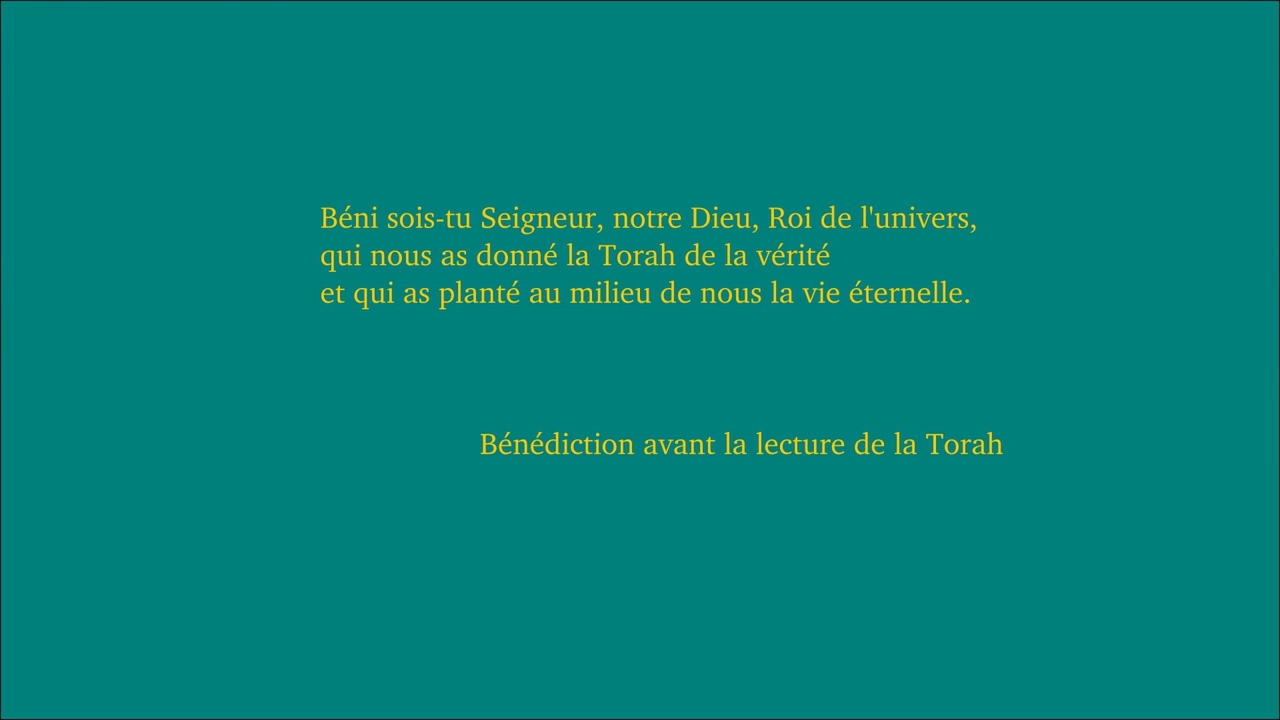 Béni sois-tu Seigneur, notre Dieu, Roi de l'univers,
qui nous as donné la Torah de la vérité
et qui as planté au milieu de nous la vie éternelle.
Bénédiction avant la lecture de la Torah